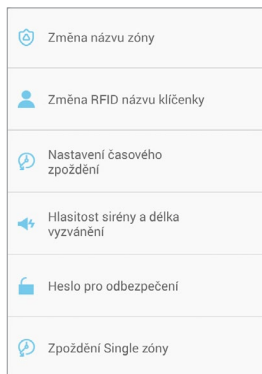 Změna názvu zóny
Změna RFID názvu klíčenky
Nastavení časového
zpoždění
Hlasitost sirény a délka
vyzvánění
Heslo pro odbezpečení
Zpoždění Single zóny